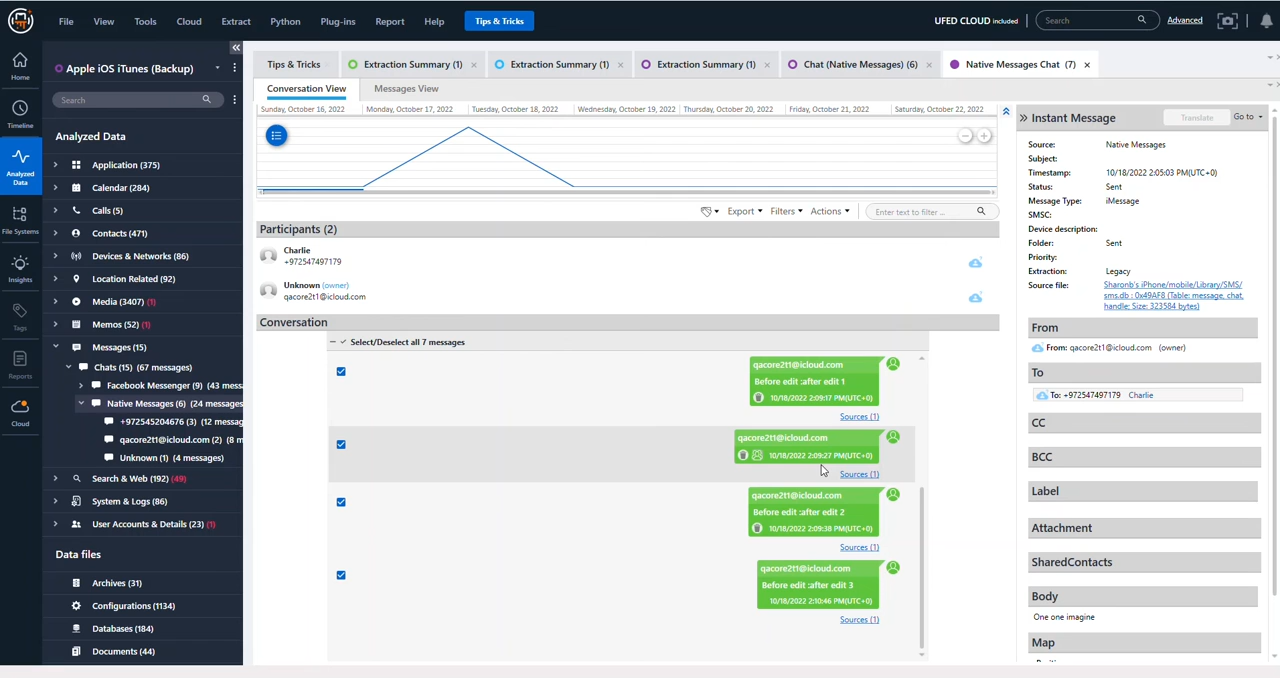 File View Tools Cloud Extract Python Plug-ins Report Help Tips & Tricks UFED CLOUD included Search Advanced
Home
Timeline
Analyzed
Data
File Systems
Insights
Tags
Reports
Cloud
Apple iOS iTunes (Backup)
Search
Analyzed Data
Application (375)
Calendar (284)
Calls (5)
Contacts (471)
Devices & Networks (86)
Location Related (92)
Media (3407) (1)
Memos (52) (1)
Messages (15)
Chats (15) (67 messages)
Facebook Messenger (9) (43 mess
Native Messages (6) (24 messages
+972545204676 (3) (12 messag
qacore2t1@icloud.com (2) (8 m
Unknown (1) (4 messages)
Search & Web (192) (49)
System & Logs (86)
User Accounts & Details (23) (1)
Data files
Archives (31)
Configurations (1134)
Databases (184)
Documents (44)
Tips & Tricks Extraction Summary (1) Extraction Summary (1) Extraction Summary (1) Chat (Native Messages) (6) Native Messages Chat (7)
Conversation View Messages View
Sunday, October 16, 2022 Monday, October 17, 2022 Tuesday, October 18, 2022 Wednesday, October 19, 2022 Thursday, October 20, 2022 Friday, October 21, 2022 Saturday, October 22, 2022
Export Filters Actions Enter text to filter ...
Participants (2)
Charlie
+972547497179
Unknown (owner)
qacore2t1@icloud.com
Conversation
Select/Deselect all 7 messages
qacore2t1@icloud.com
Before edit :after edit 1
10/18/2022 2:09:17 PM(UTC+0)
Sources (1)
qacore2t1@icloud.com
10/18/2022 2:09:27 PM(UTC+0)
Sources (1)
qacore2t1@icloud.com
Before edit :after edit 2
10/18/2022 2:09:38 PM(UTC+0)
Sources (1)
qacore2t1@icloud.com
Before edit :after edit 3
10/18/2022 2:10:46 PM(UTC+0)
Sources (1)
Instant Message Translate Go to
Source: Native Messages
Subject:
Timestamp: 10/18/2022 2:05:03 PM(UTC+0)
Status: Sent
Message Type: iMessage
SMSC:
Device description:
Folder: Sent
Priority:
Extraction: Legacy
Source file: Sharonb's iPhone/mobile/Library/SMS/
sms.db : 0x49AF8 (Table: message, chat,
handle; Size: 323584 bytes)
From
From: qacore2t1@icloud.com (owner)
To
To: +972547497179 Charlie
CC
BCC
Label
Attachment
SharedContacts
Body
One one imagine
Map